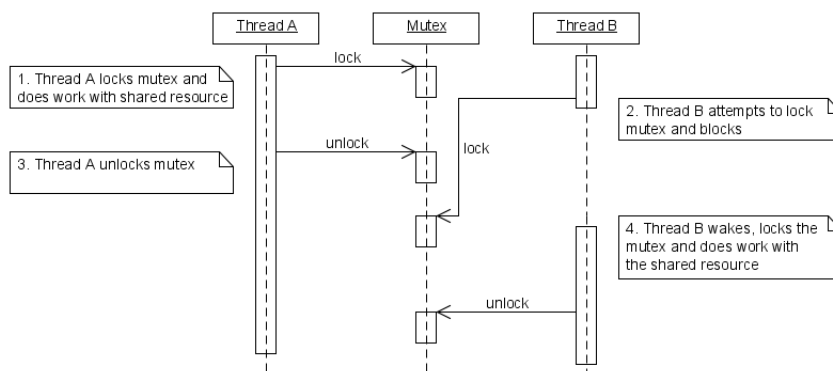 Thread A
Mutex
Thread B
lock
1. Thread A locks mutex and
does work with shared resource
2. Thread B attempts to lock
mutex and blocks
unlock
lock
3. Thread A unlocks mutex
4. Thread B wakes, locks the
mutex and does work with
the shared resource
unlock